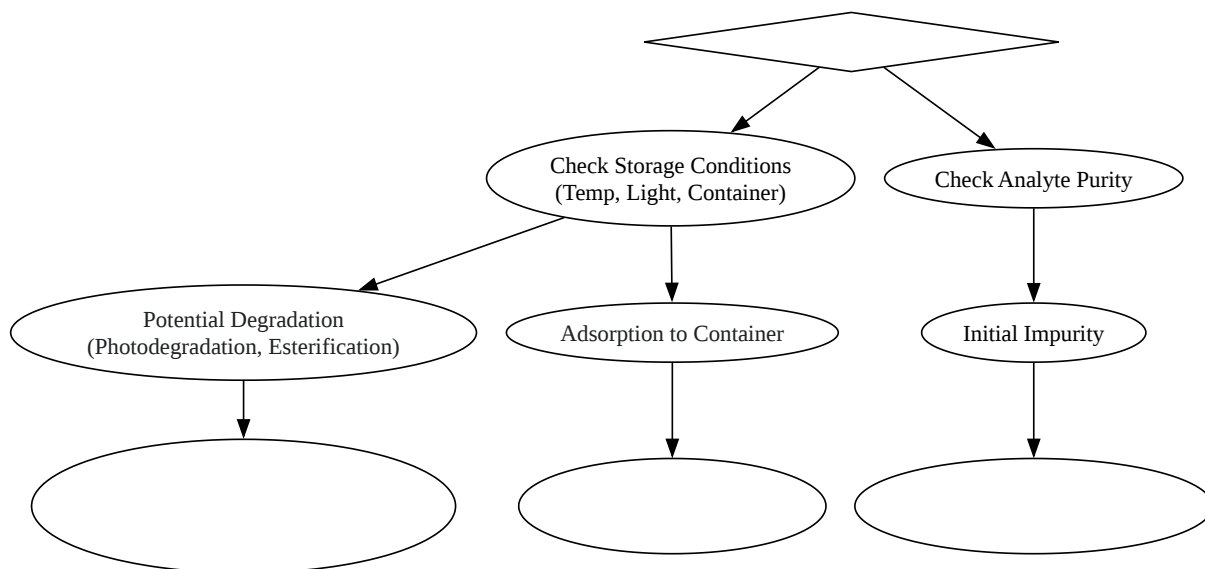 Check Storage Conditions
(Temp, Light, Container)
Check Analyte Purity
Potential Degradation
(Photodegradation, Esterification)
Adsorption to Container
Initial Impurity